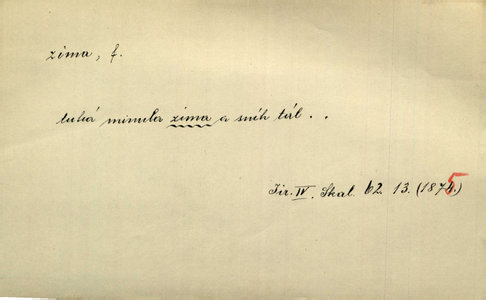 zima, f.
tuhá minula zima a sníh tál . .
Jir. IV. Skal. 62. 13. (1875)